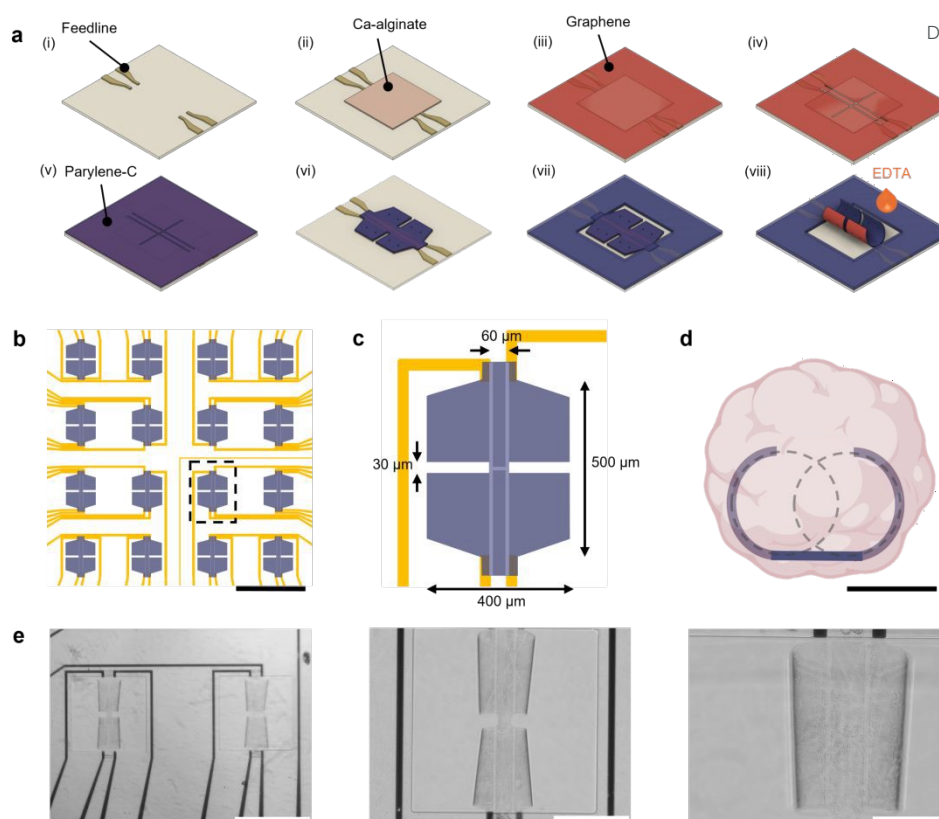 a
(i)
Feedline
(ii)
Ca-alginate
(iii)
Graphene
(iv)
D
(v)
Parylene-C
(vi)
(vii)
(viii)
EDTA
b
c
60 µm
30 µm
500 µm
400 µm
d
e